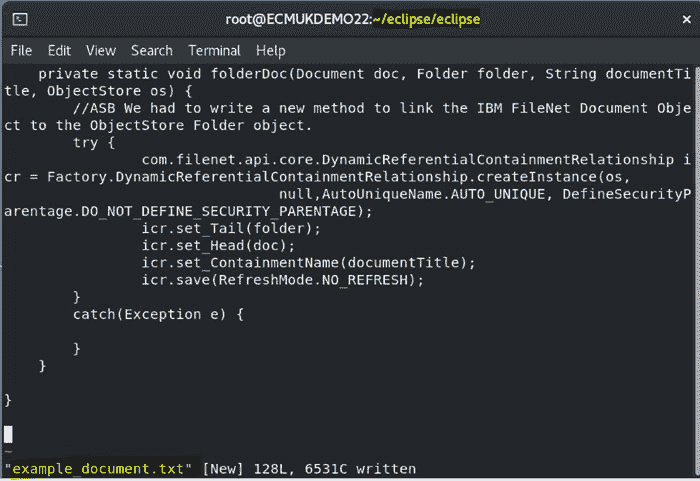 root@ECMUKDEMO22:~/eclipse/eclipse
File Edit View Search Terminal Help
private static void folderDoc(Document doc, Folder folder, String documentTi
tle, ObjectStore os) {
//ASB We had to write a new method to link the IBM FileNet Document Obje
ct to the ObjectStore Folder object.
try {
com.filenet.api.core.DynamicReferentialContainmentRelationship i
cr = Factory.DynamicReferentialContainmentRelationship.createInstance(os,
null,AutoUniqueName.AUTO_UNIQUE, DefineSecurityP
arentage.DO_NOT_DEFINE_SECURITY_PARENTAGE);
icr.set_Tail(folder);
icr.set_Head(doc);
icr.set_ContainmentName(documentTitle);
icr.save(RefreshMode.NO_REFRESH);
}
catch(Exception e) {
}
}
}
~
"example_document.txt" [New] 128L, 6531C written